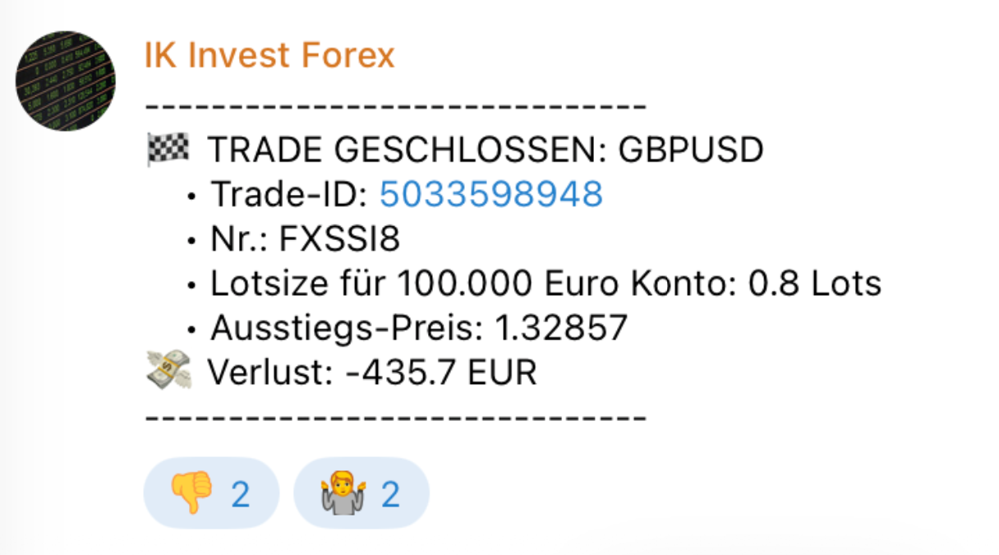 IK Invest Forex
------------------------------
🏁 TRADE GESCHLOSSEN: GBPUSD
• Trade-ID: 5033598948
• Nr.: FXSSI8
• Lotsize für 100.000 Euro Konto: 0.8 Lots
• Ausstiegs-Preis: 1.32857
💸 Verlust: -435.7 EUR
------------------------------
👎 2 🤷 2